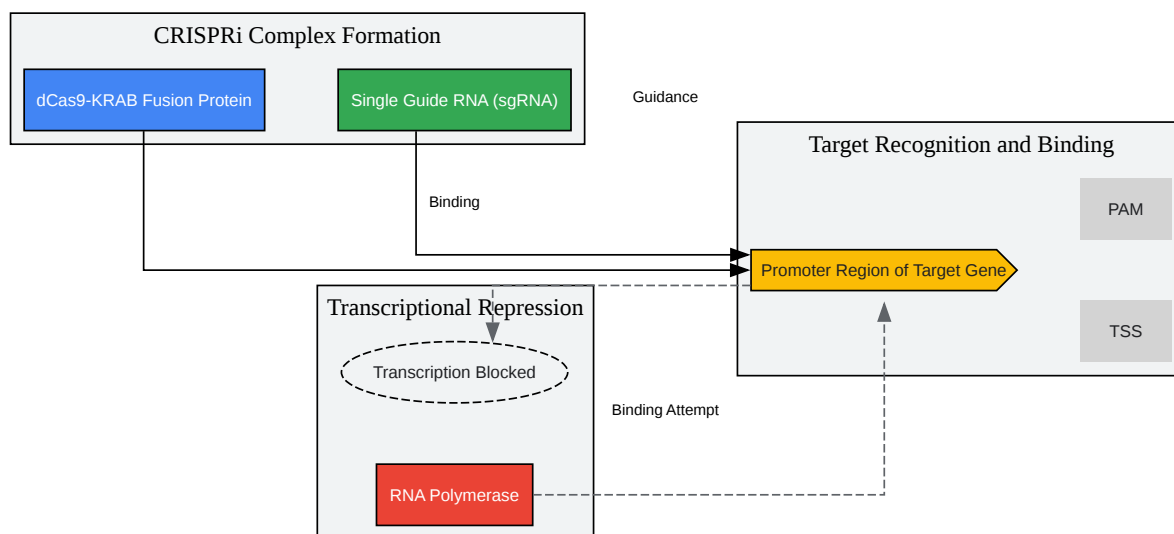 CRISPRi Complex Formation
dCas9-KRAB Fusion Protein
Single Guide RNA (sgRNA)
Guidance
Binding
Target Recognition and Binding
PAM
Promoter Region of Target Gene
TSS
Transcriptional Repression
Transcription Blocked
Binding Attempt
RNA Polymerase